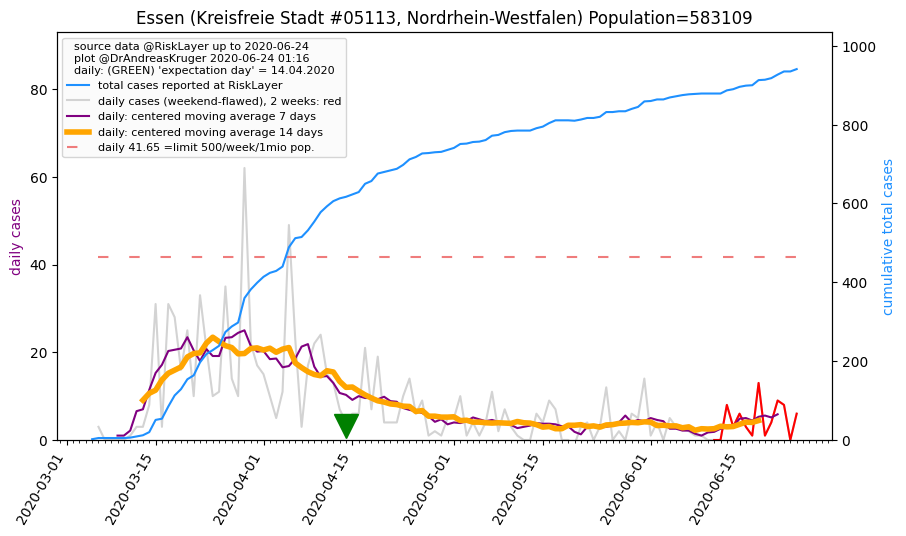 Essen (Kreisfreie Stadt #05113, Nordrhein-Westfalen) Population=583109
source data @RiskLayer up to 2020-06-24
plot @DrAndreasKruger 2020-06-24 01:16
daily: (GREEN) 'expectation day' = 14.04.2020
total cases reported at RiskLayer
daily cases (weekend-flawed), 2 weeks: red
daily: centered moving average 7 days
daily: centered moving average 14 days
daily 41.65 =limit 500/week/1mio pop.
daily cases
0
20
40
60
80
cumulative total cases
0
200
400
600
800
1000
2020-03-01
2020-03-15
2020-04-01
2020-04-15
2020-05-01
2020-05-15
2020-06-01
2020-06-15